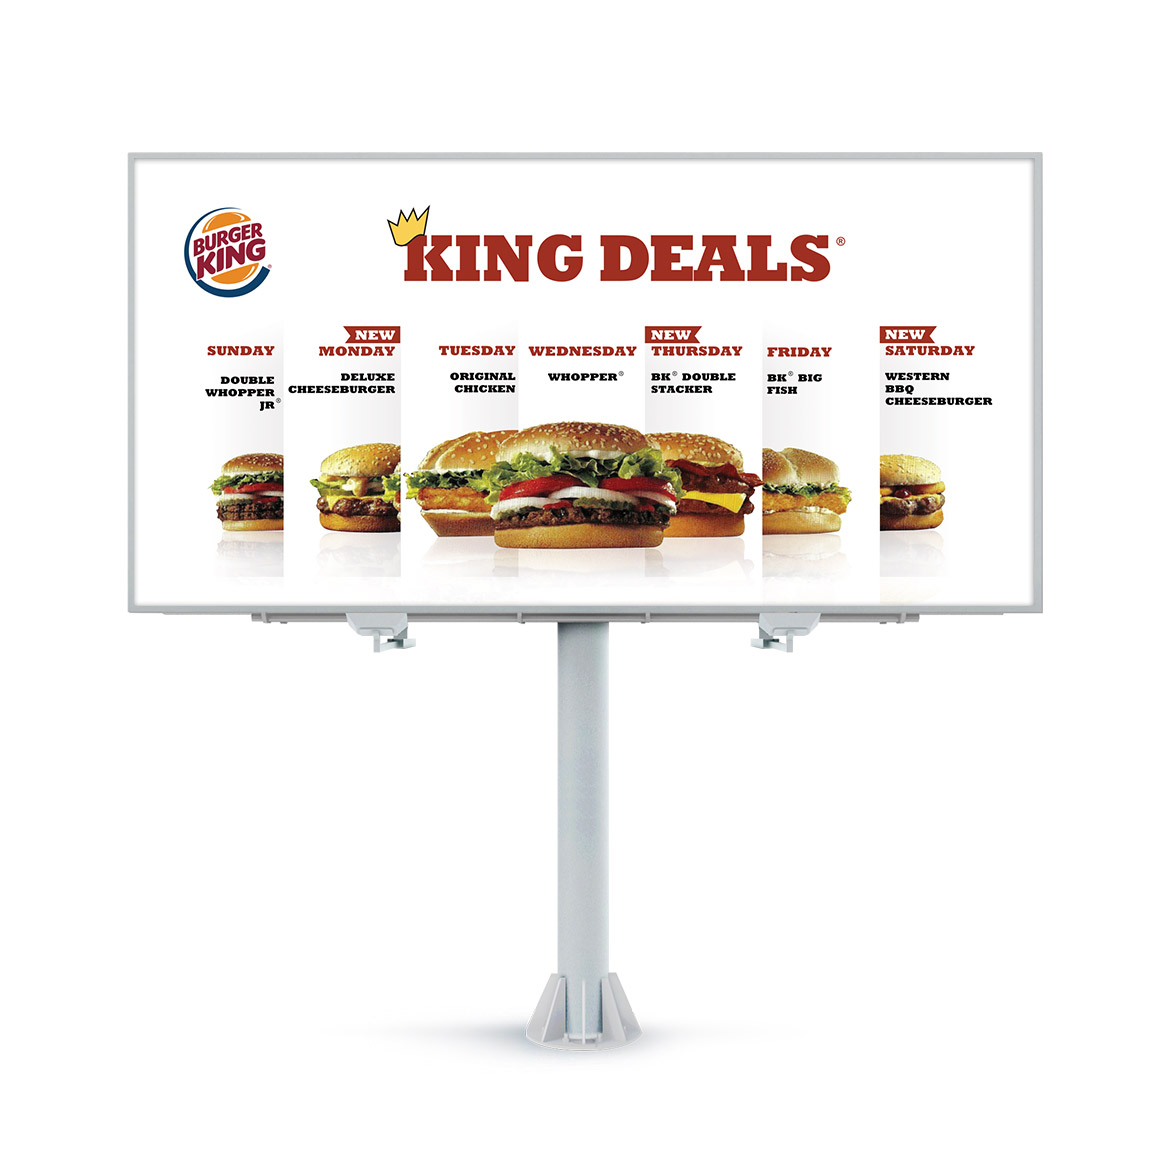 BURGER
KING®
KING DEALS®
SUNDAY
DOUBLE
WHOPPER
JR®
NEW
MONDAY
DELUXE
CHEESEBURGER
TUESDAY
ORIGINAL
CHICKEN
WEDNESDAY
WHOPPER®
NEW
THURSDAY
BK® DOUBLE
STACKER
FRIDAY
BK® BIG
FISH
NEW
SATURDAY
WESTERN
BBQ
CHEESEBURGER